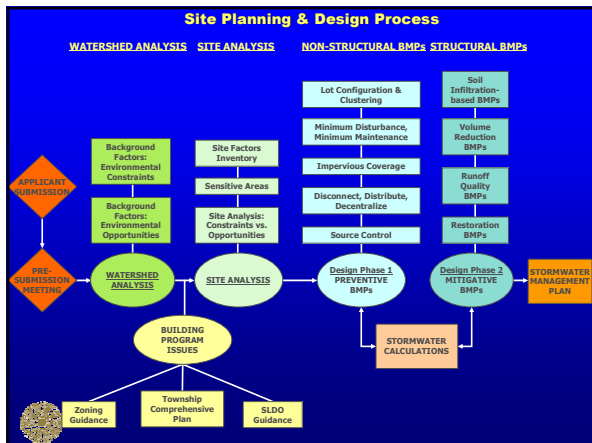 Site Planning & Design Process
WATERSHED ANALYSIS
SITE ANALYSIS
NON-STRUCTURAL BMPs
STRUCTURAL BMPs
APPLICANT
SUBMISSION
PRE-
SUBMISSION
MEETING
Background
Factors:
Environmental
Constraints
Background
Factors:
Environmental
Opportunities
WATERSHED
ANALYSIS
Site Factors
Inventory
Sensitive Areas
Site Analysis:
Constraints vs.
Opportunities
SITE ANALYSIS
Lot Configuration &
Clustering
Minimum Disturbance,
Minimum Maintenance
Impervious Coverage
Disconnect, Distribute,
Decentralize
Source Control
Design Phase 1
PREVENTIVE
BMPs
Soil
Infiltration-
based BMPs
Volume
Reduction
BMPs
Runoff
Quality
BMPs
Restoration
BMPs
Design Phase 2
MITIGATIVE
BMPs
STORMWATER
MANAGEMENT
PLAN
STORMWATER
CALCULATIONS
BUILDING
PROGRAM
ISSUES
Zoning
Guidance
Township
Comprehensive
Plan
SLDO
Guidance